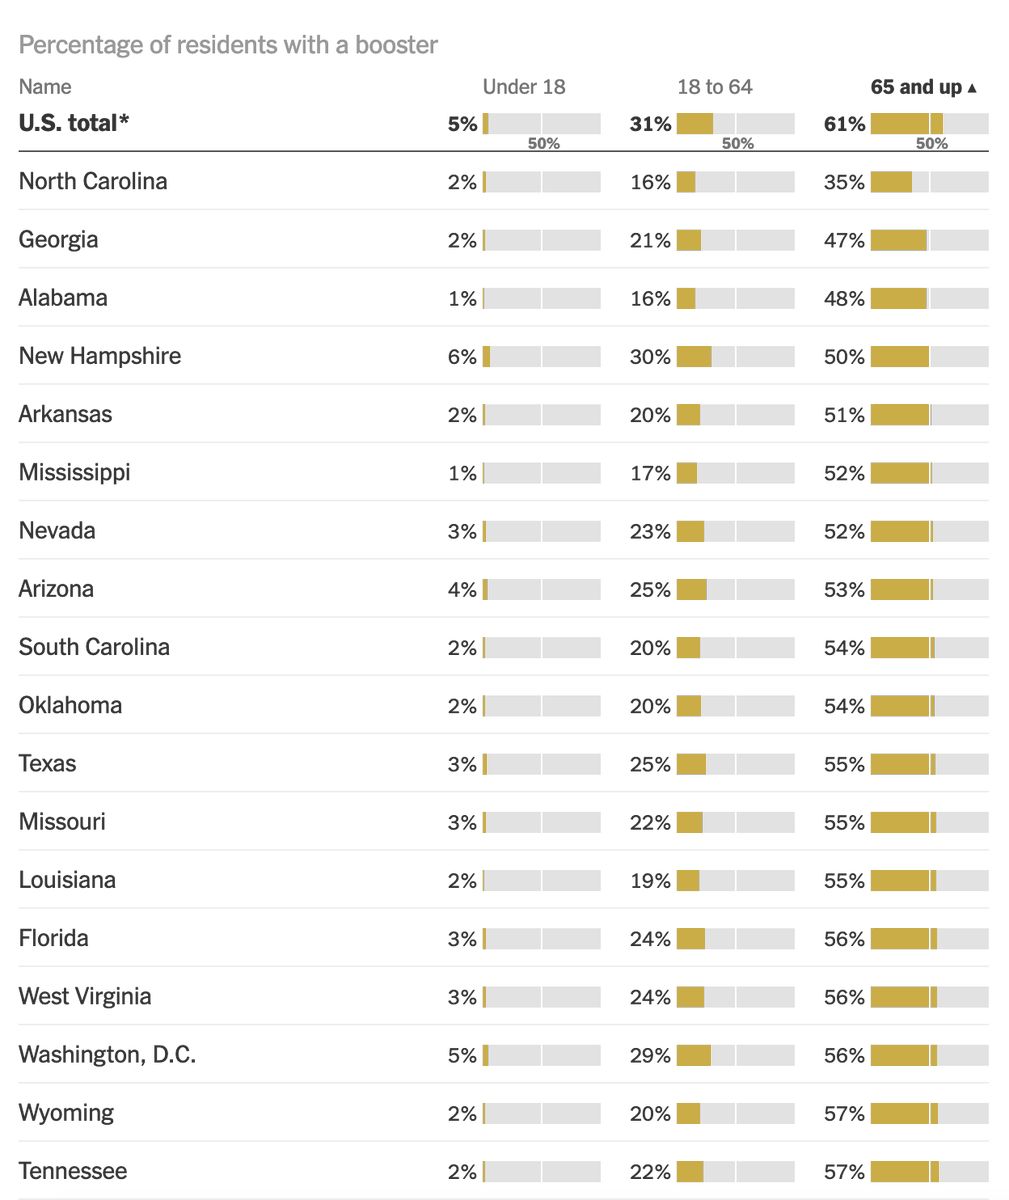 Percentage of residents with a booster
Name Under 18 18 to 64 65 and up ▲
U.S. total* 5% 31% 61%
50% 50% 50%
North Carolina 2% 16% 35%
Georgia 2% 21% 47%
Alabama 1% 16% 48%
New Hampshire 6% 30% 50%
Arkansas 2% 20% 51%
Mississippi 1% 17% 52%
Nevada 3% 23% 52%
Arizona 4% 25% 53%
South Carolina 2% 20% 54%
Oklahoma 2% 20% 54%
Texas 3% 25% 55%
Missouri 3% 22% 55%
Louisiana 2% 19% 55%
Florida 3% 24% 56%
West Virginia 3% 24% 56%
Washington, D.C. 5% 29% 56%
Wyoming 2% 20% 57%
Tennessee 2% 22% 57%